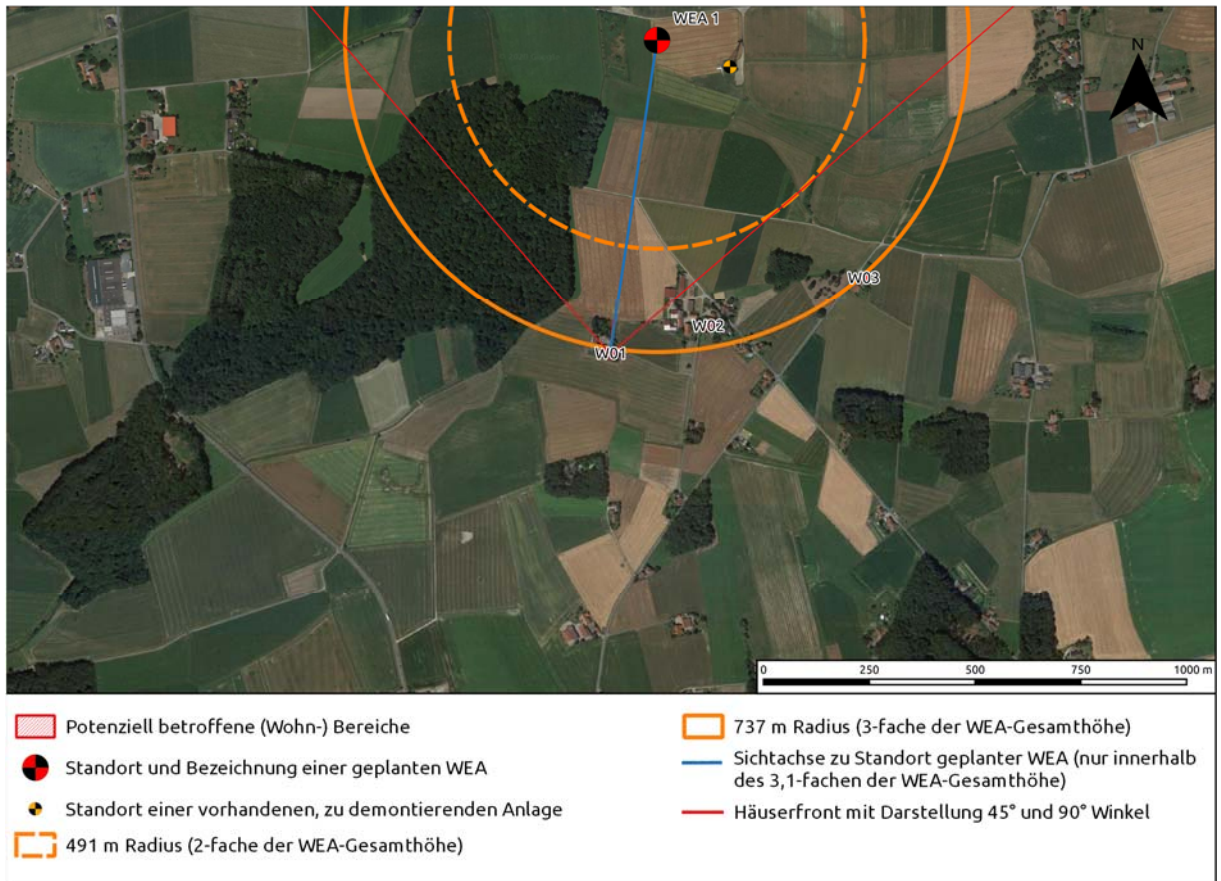 WEA 1
N
W03
W02
W01
0 250 500 750 1000 m
Potenziell betroffene (Wohn-) Bereiche
Standort und Bezeichnung einer geplanten WEA
Standort einer vorhandenen, zu demontierenden Anlage
491 m Radius (2-fache der WEA-Gesamthöhe)
737 m Radius (3-fache der WEA-Gesamthöhe)
Sichtachse zu Standort geplanter WEA (nur innerhalb
des 3,1-fachen der WEA-Gesamthöhe)
Häuserfront mit Darstellung 45° und 90° Winkel